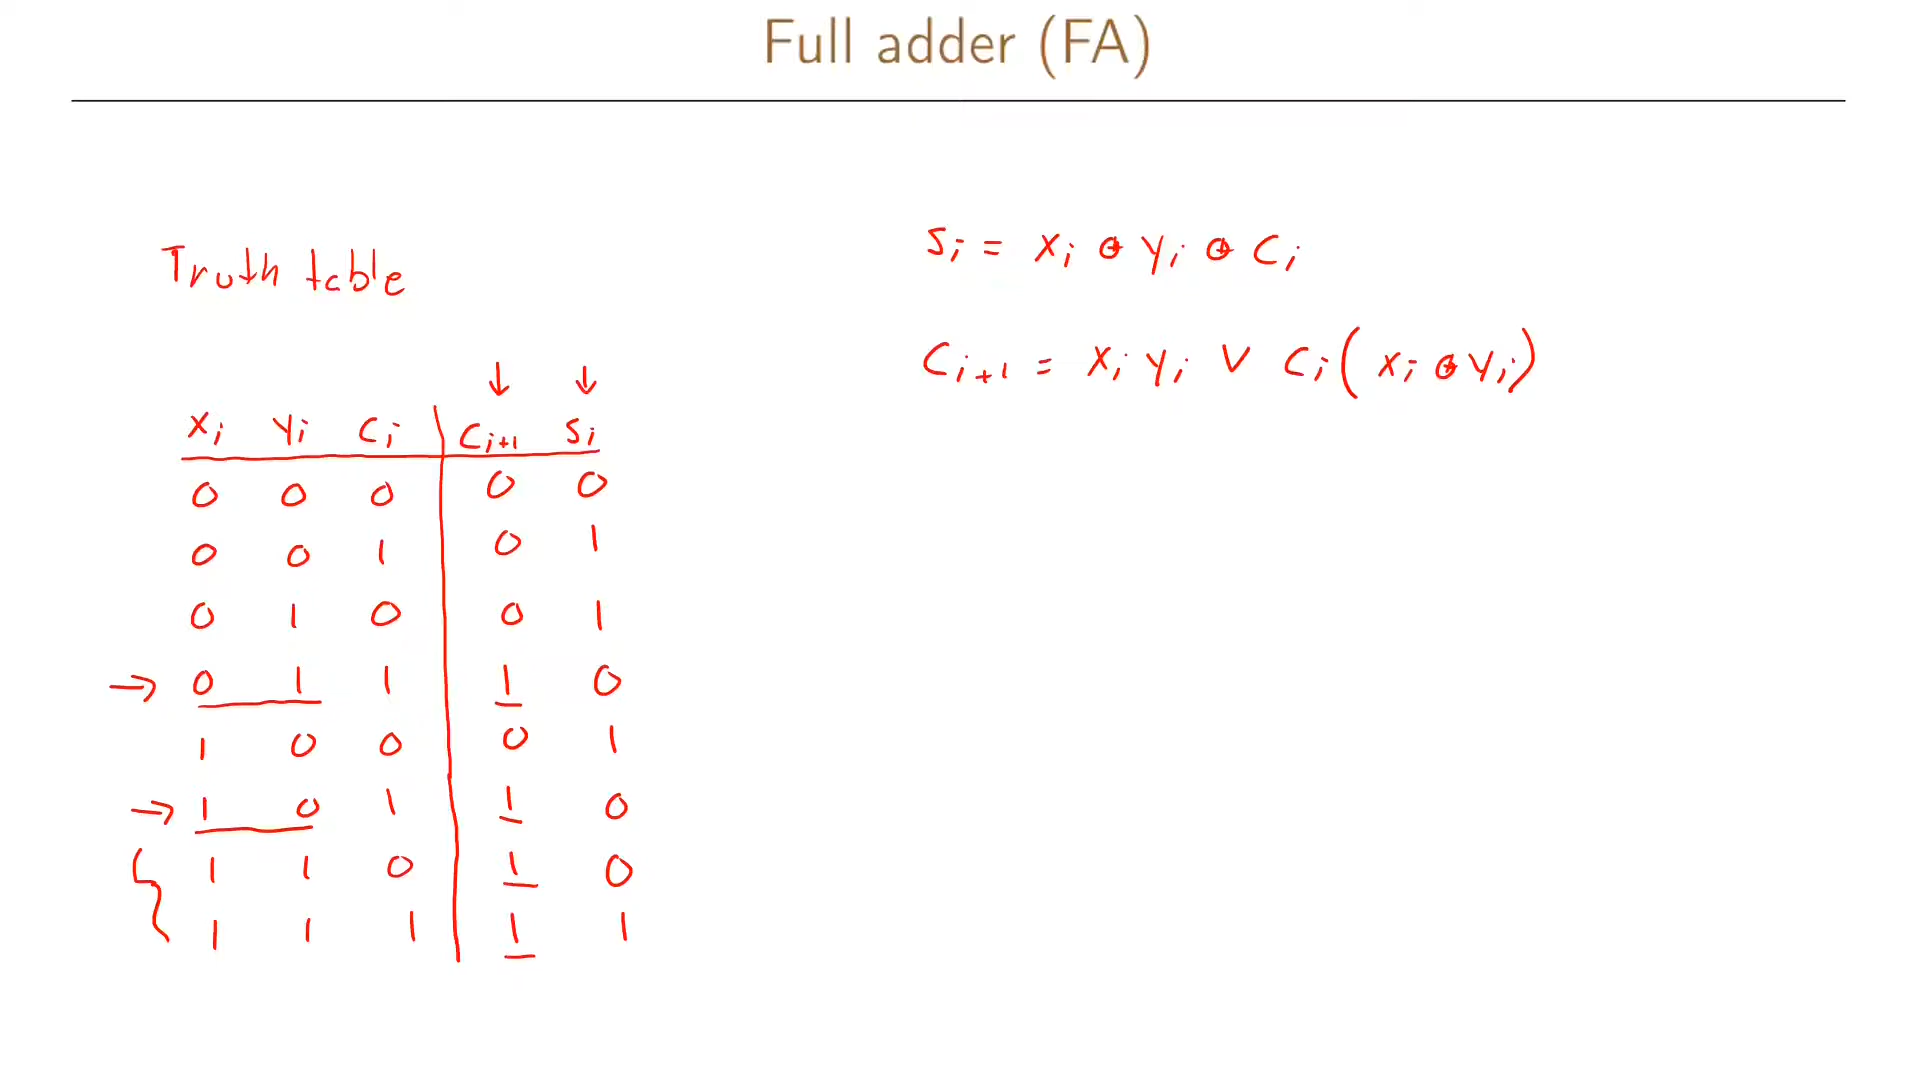 Full adder (FA)
Truth table
xᵢ yᵢ cᵢ cᵢ₊₁ sᵢ
0 0 0 0 0
0 0 1 0 1
0 1 0 0 1
→ 0 1 1 1 0
1 0 0 0 1
→ 1 0 1 1 0
1 1 0 1 0
1 1 1 1 1
sᵢ = xᵢ ⊕ yᵢ ⊕ cᵢ
cᵢ₊₁ = xᵢ yᵢ ∨ cᵢ(xᵢ ⊕ yᵢ)